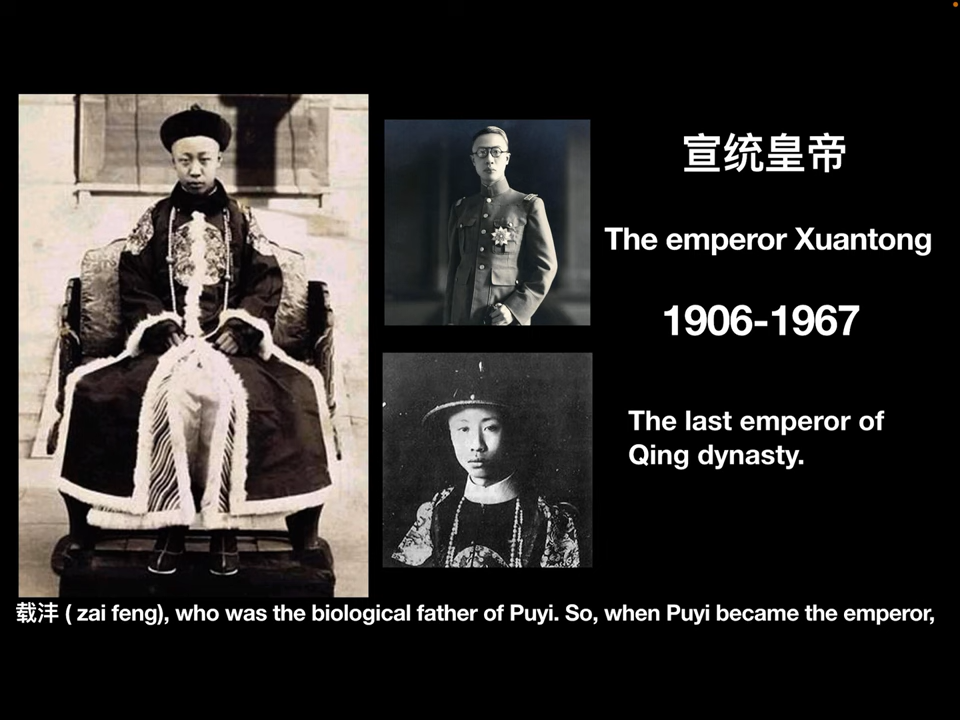 宣统皇帝
The emperor Xuantong
1906-1967
The last emperor of
Qing dynasty.
载沣 ( zai feng), who was the biological father of Puyi. So, when Puyi became the emperor,